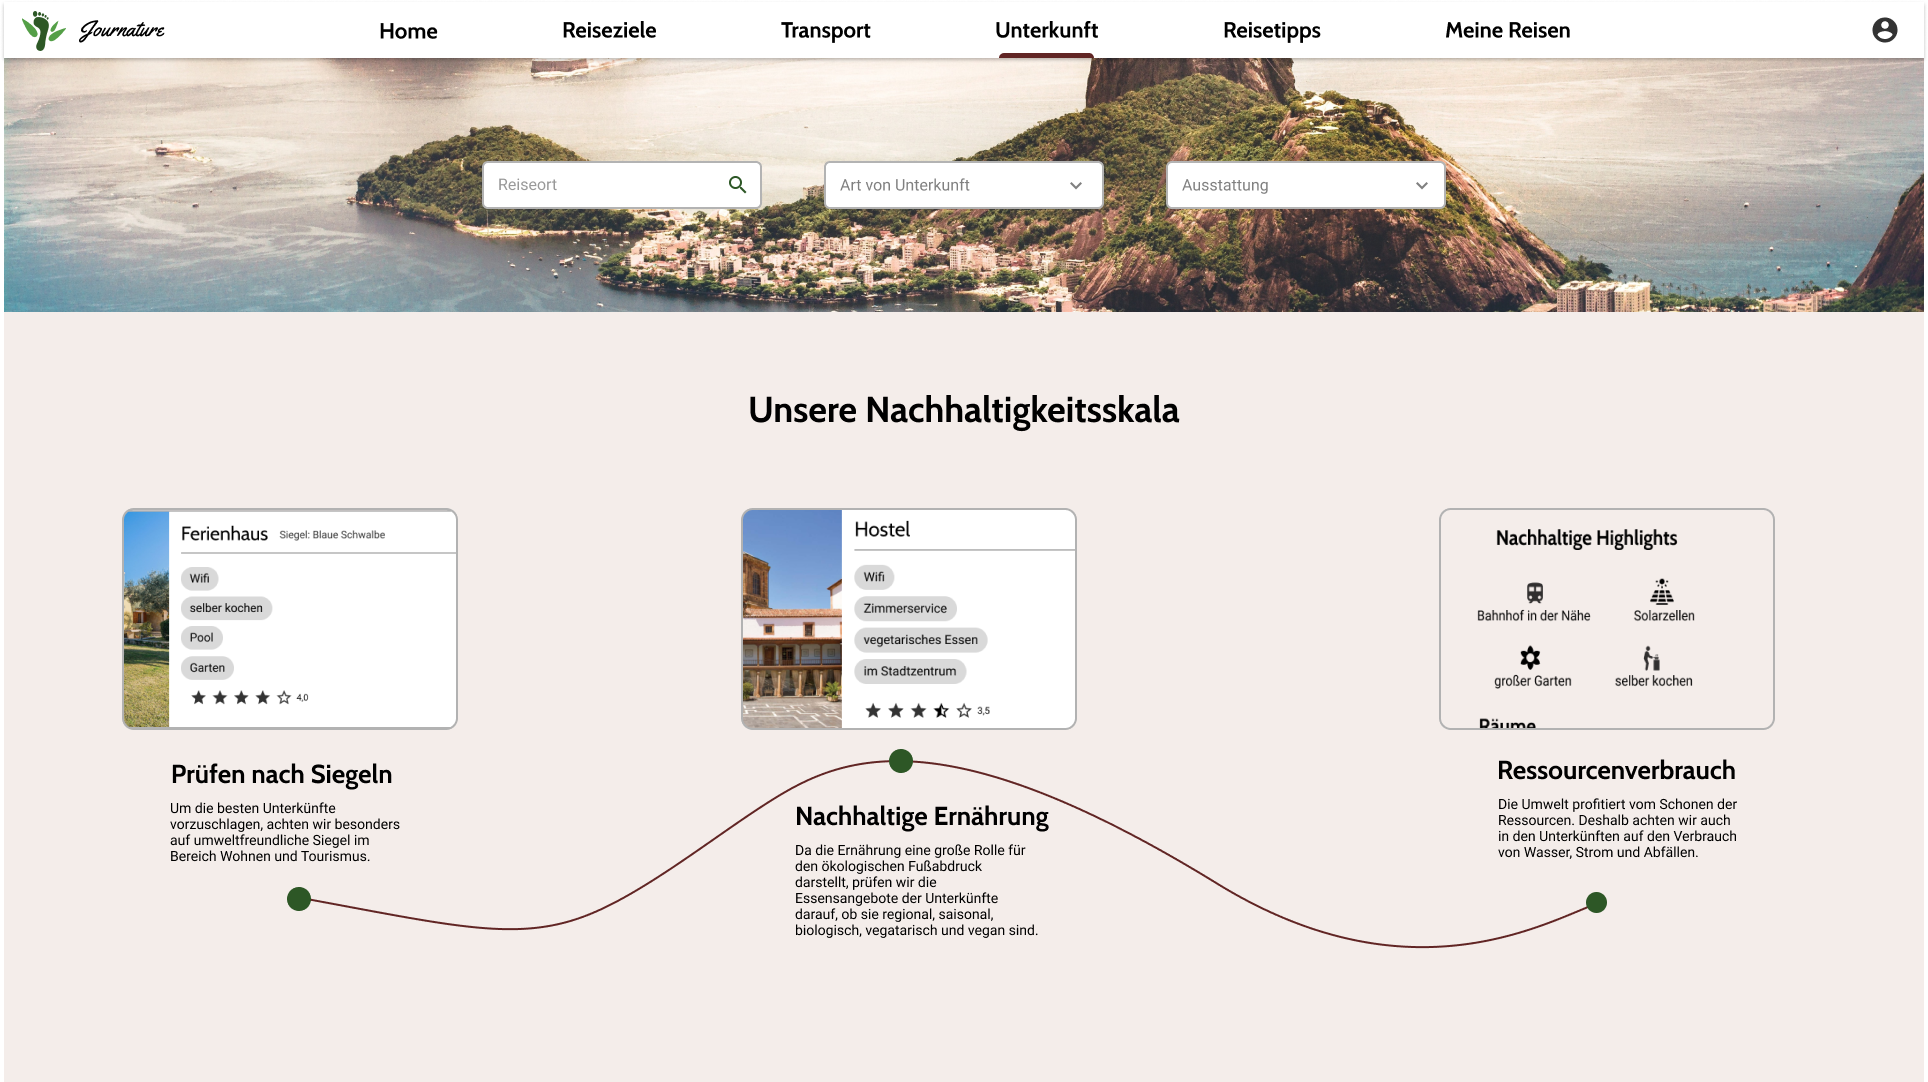 Journature
Home
Reiseziele
Transport
Unterkunft
Reisetipps
Meine Reisen
Reiseort
Art von Unterkunft
Ausstattung
Unsere Nachhaltigkeitsskala
Ferienhaus
Siegel: Blaue Schwalbe
Wifi
selber kochen
Pool
Garten
4,0
Prüfen nach Siegeln
Um die besten Unterkünfte
vorzuschlagen, achten wir besonders
auf umweltfreundliche Siegel im
Bereich Wohnen und Tourismus.
Hostel
Wifi
Zimmerservice
vegetarisches Essen
im Stadtzentrum
3,5
Nachhaltige Ernährung
Da die Ernährung eine große Rolle für
den ökologischen Fußabdruck
darstellt, prüfen wir die
Essensangebote der Unterkünfte
darauf, ob sie regional, saisonal,
biologisch, vegatarisch und vegan sind.
Nachhaltige Highlights
Bahnhof in der Nähe
Solarzellen
großer Garten
selber kochen
Räume
Ressourcenverbrauch
Die Umwelt profitiert vom Schonen der
Ressourcen. Deshalb achten wir auch
in den Unterkünften auf den Verbrauch
von Wasser, Strom und Abfällen.